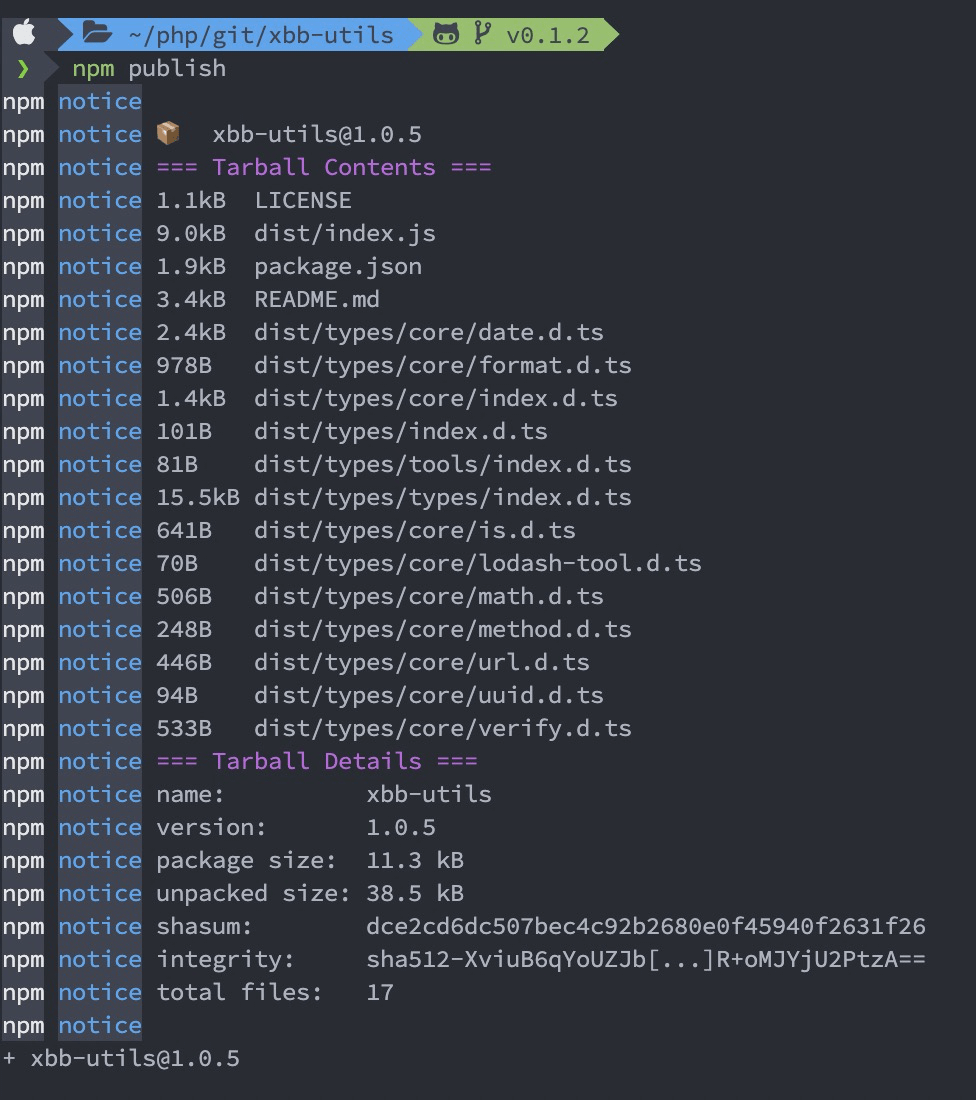 ~/php/git/xbb-utils v0.1.2
❯ npm publish
npm notice
npm notice 📦 xbb-utils@1.0.5
npm notice === Tarball Contents ===
npm notice 1.1kB LICENSE
npm notice 9.0kB dist/index.js
npm notice 1.9kB package.json
npm notice 3.4kB README.md
npm notice 2.4kB dist/types/core/date.d.ts
npm notice 978B dist/types/core/format.d.ts
npm notice 1.4kB dist/types/core/index.d.ts
npm notice 101B dist/types/index.d.ts
npm notice 81B dist/types/tools/index.d.ts
npm notice 15.5kB dist/types/types/index.d.ts
npm notice 641B dist/types/core/is.d.ts
npm notice 70B dist/types/core/lodash-tool.d.ts
npm notice 506B dist/types/core/math.d.ts
npm notice 248B dist/types/core/method.d.ts
npm notice 446B dist/types/core/url.d.ts
npm notice 94B dist/types/core/uuid.d.ts
npm notice 533B dist/types/core/verify.d.ts
npm notice === Tarball Details ===
npm notice name: xbb-utils
npm notice version: 1.0.5
npm notice package size: 11.3 kB
npm notice unpacked size: 38.5 kB
npm notice shasum: dce2cd6dc507bec4c92b2680e0f45940f2631f26
npm notice integrity: sha512-XviuB6qYoUZJb[...]R+oMJYjU2PtzA==
npm notice total files: 17
npm notice
+ xbb-utils@1.0.5